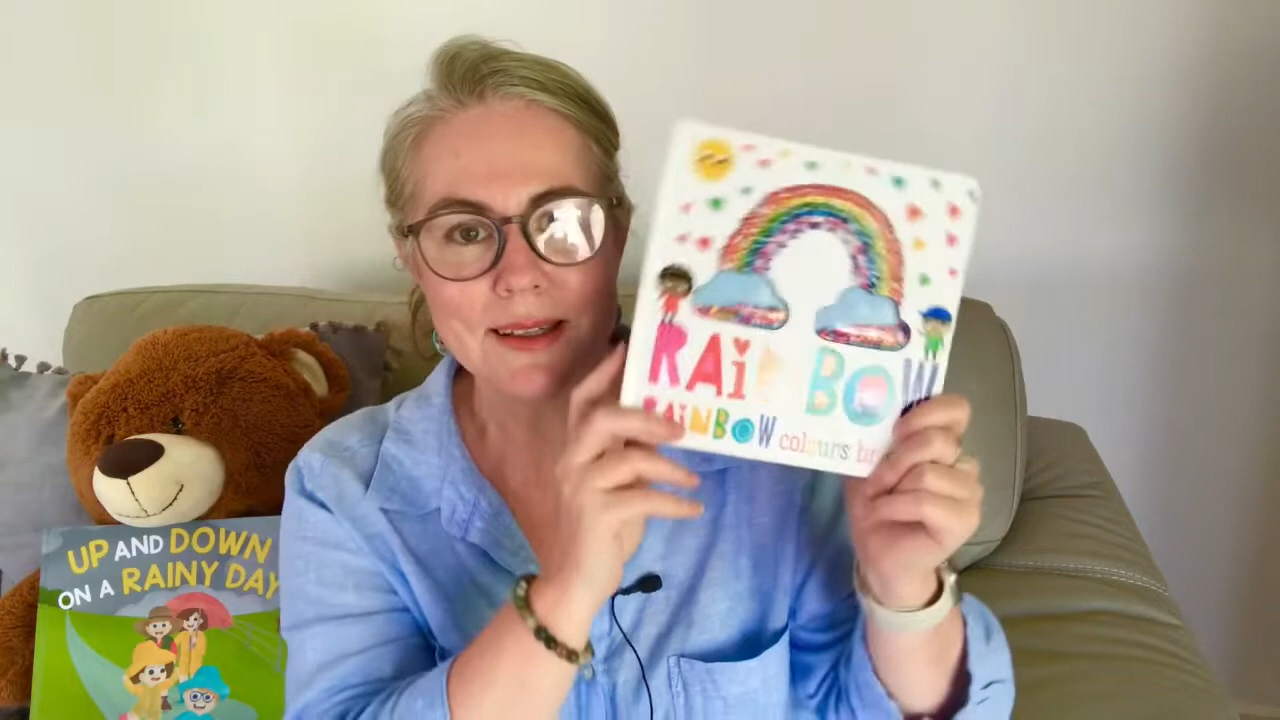 RAINBOW
RAINBOW colours
UP AND DOWN
ON A RAINY DAY